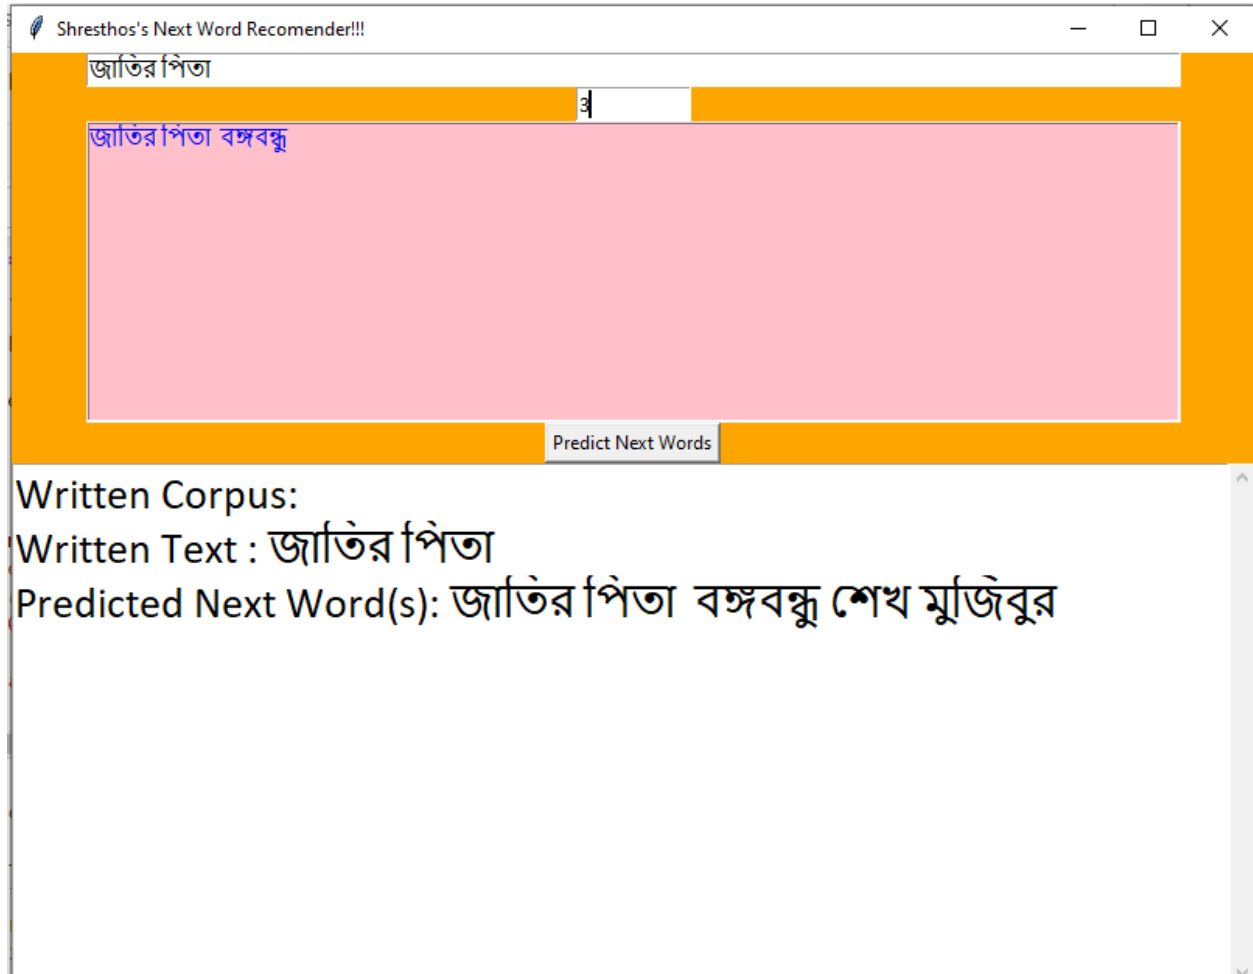 Shresthos's Next Word Recomender!!!
জাতির পিতা
3
জাতির পিতা বঙ্গবন্ধু
Predict Next Words
Written Corpus:
Written Text : জাতির পিতা
Predicted Next Word(s): জাতির পিতা বঙ্গবন্ধু শেখ মুজিবুর